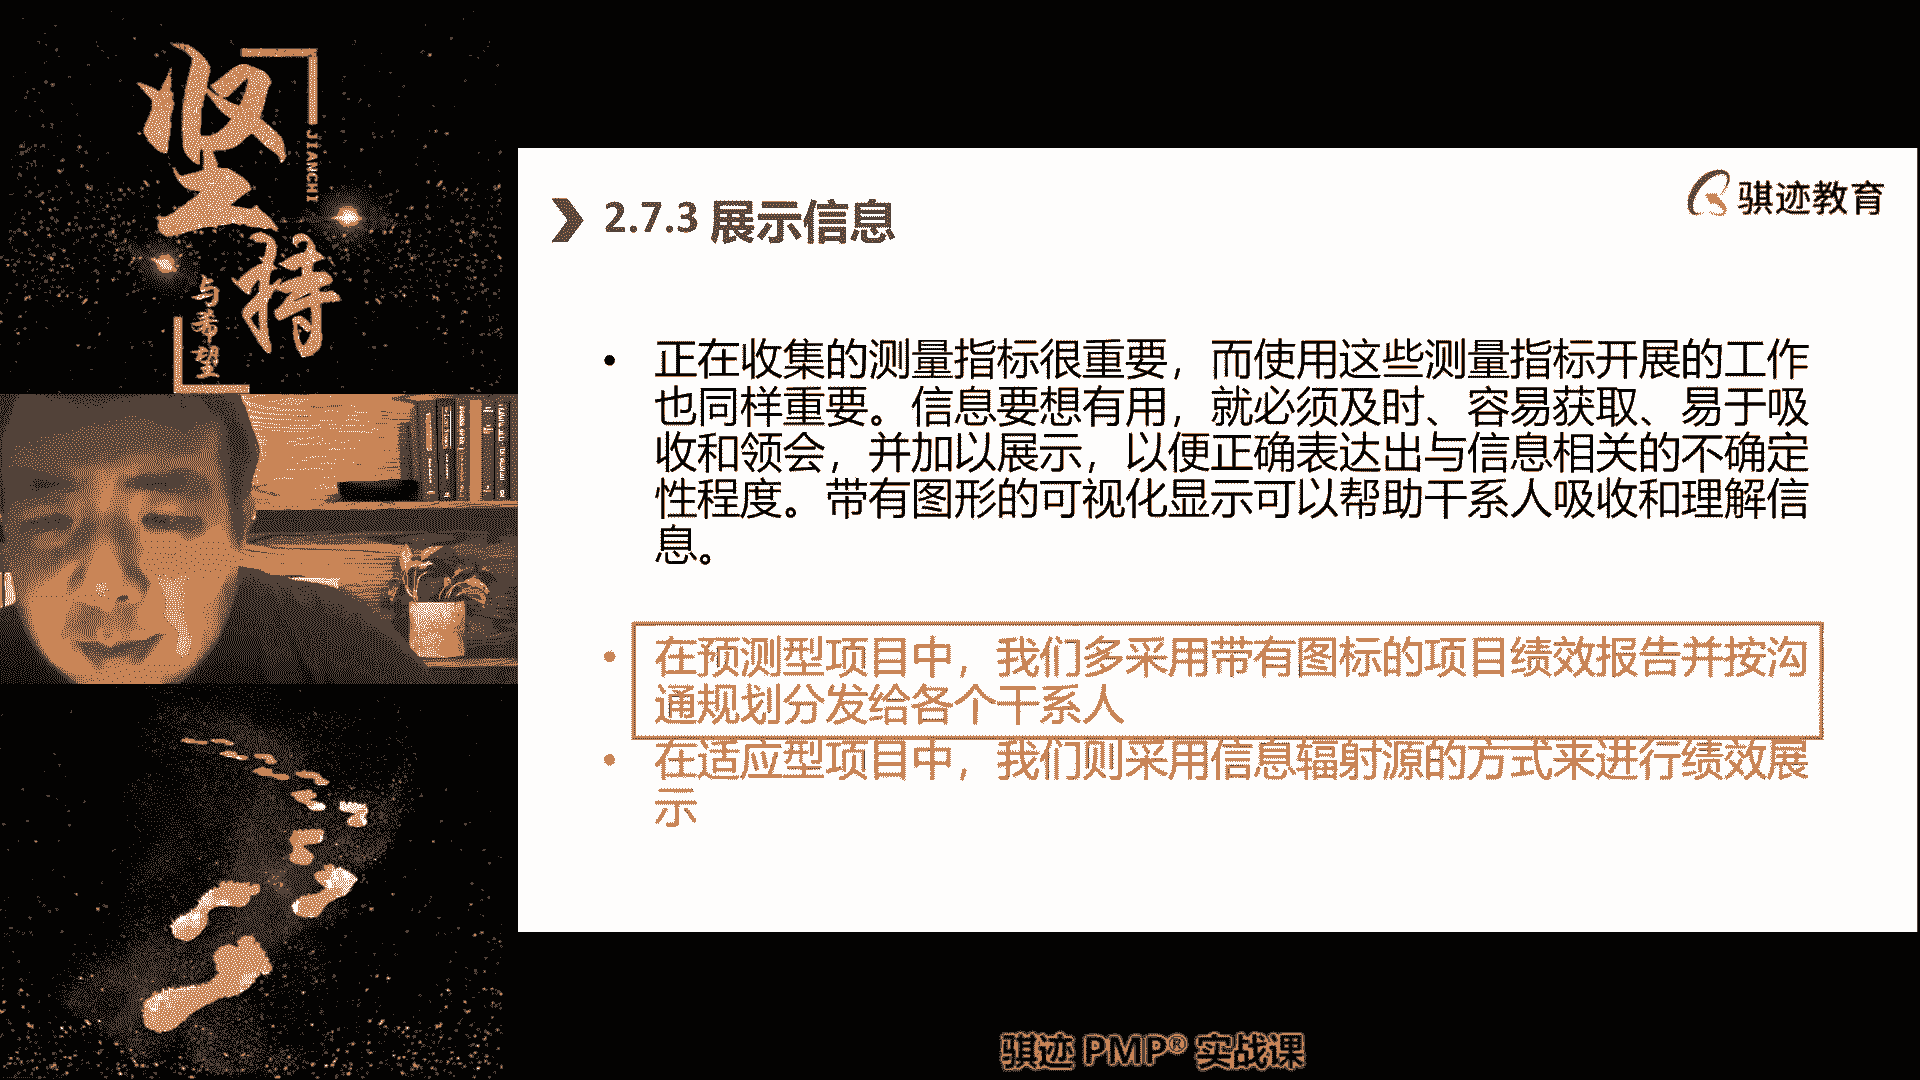 坚持
JIANCHI
与希望
骐迹教育
2.7.3 展示信息
• 正在收集的测量指标很重要，而使用这些测量指标开展的工作
也同样重要。信息要想有用，就必须及时、容易获取、易于吸
收和领会，并加以展示，以便正确表达出与信息相关的不确定
性程度。带有图形的可视化显示可以帮助干系人吸收和理解信
息。
• 在预测型项目中，我们多采用带有图标的项目绩效报告并按沟
通规划分发给各个干系人
• 在适应型项目中，我们则采用信息辐射源的方式来进行绩效展
示
骐迹 PMP® 实战课